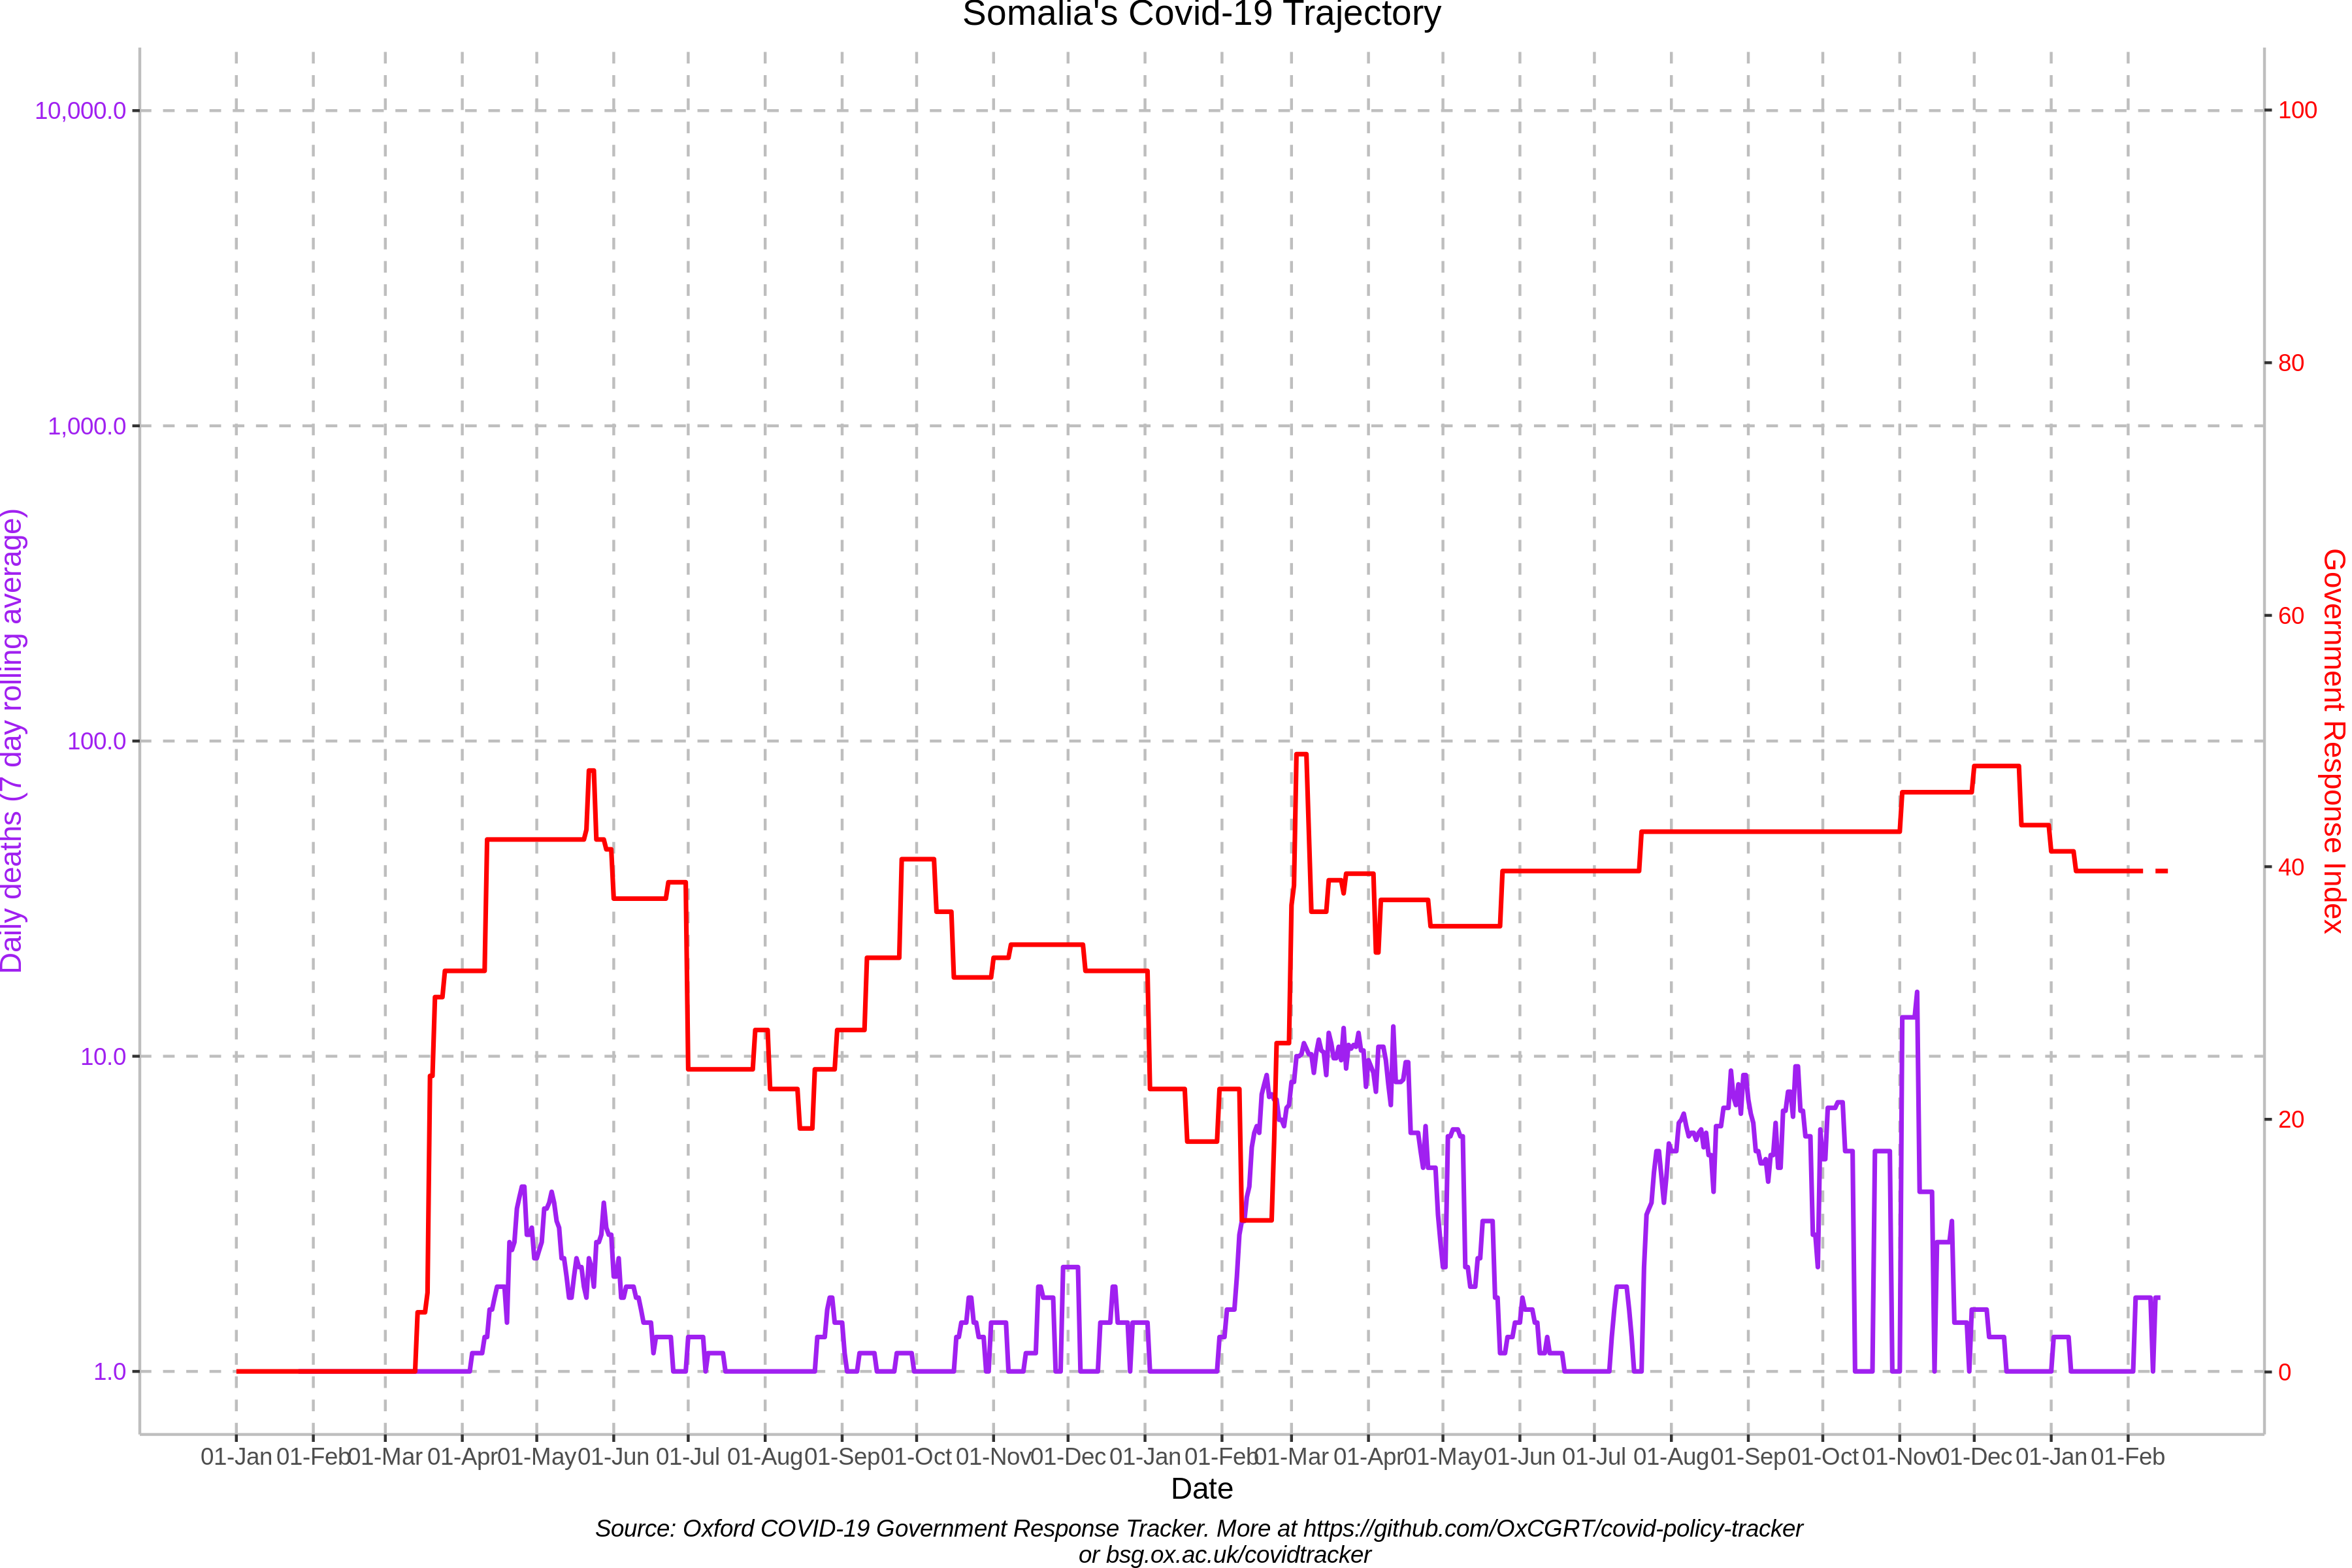 Somalia's Covid-19 Trajectory
10,000.0
1,000.0
100.0
10.0
1.0
Daily deaths (7 day rolling average)
100
80
60
40
20
0
Government Response Index
01-Jan 01-Feb 01-Mar 01-Apr 01-May 01-Jun 01-Jul 01-Aug 01-Sep 01-Oct 01-Nov 01-Dec 01-Jan 01-Feb 01-Mar 01-Apr 01-May 01-Jun 01-Jul 01-Aug 01-Sep 01-Oct 01-Nov 01-Dec 01-Jan 01-Feb
Date
Source: Oxford COVID-19 Government Response Tracker. More at https://github.com/OxCGRT/covid-policy-tracker
or bsg.ox.ac.uk/covidtracker